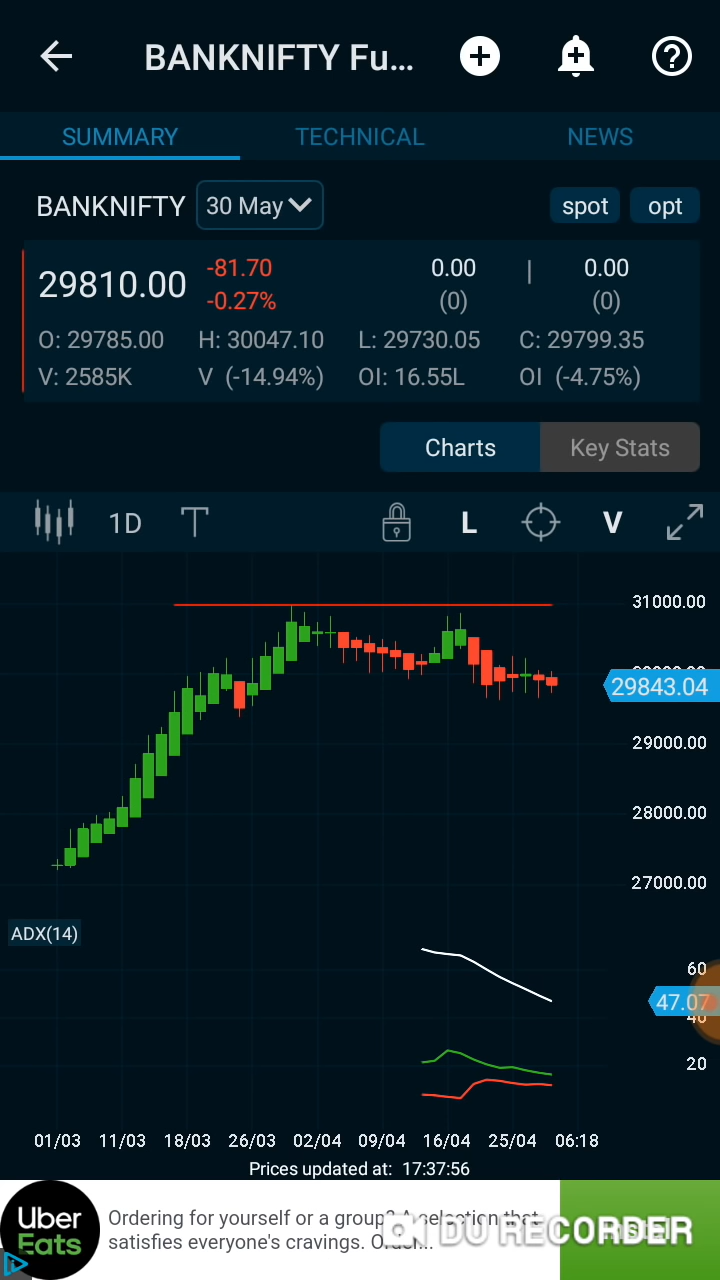 BANKNIFTY Fu...
SUMMARY TECHNICAL NEWS
BANKNIFTY 30 May spot opt
29810.00 -81.70 0.00 | 0.00
-0.27% (0) (0)
O: 29785.00 H: 30047.10 L: 29730.05 C: 29799.35
V: 2585K V (-14.94%) OI: 16.55L OI (-4.75%)
Charts Key Stats
1D T L V
31000.00
29843.04
29000.00
28000.00
27000.00
ADX(14)
60
47.07
40
20
01/03 11/03 18/03 26/03 02/04 09/04 16/04 25/04 06:18
Prices updated at: 17:37:56
Uber Eats
Ordering for yourself or a group? A selection that
satisfies everyone's cravings.
DU RECORDER